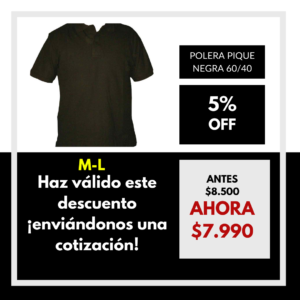 POLERA PIQUE
NEGRA 60/40
5%
OFF
M-L
Haz válido este
descuento
¡enviándonos una
cotización!
ANTES
$8.500
AHORA
$7.990